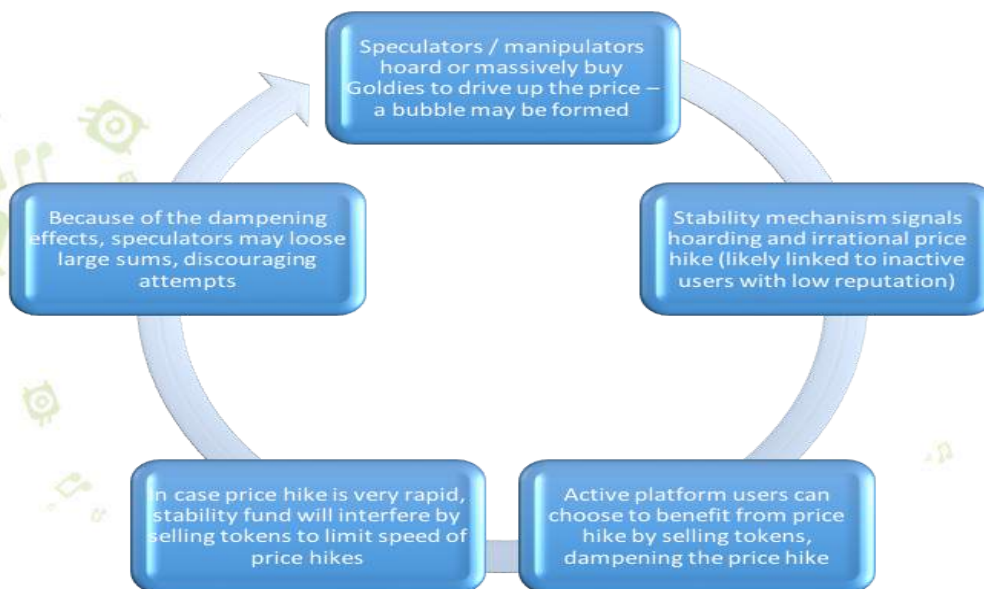 Speculators / manipulators
hoard or massively buy
Goldies to drive up the price –
a bubble may be formed
Stability mechanism signals
hoarding and irrational price
hike (likely linked to inactive
users with low reputation)
Active platform users can
choose to benefit from price
hike by selling tokens,
dampening the price hike
In case price hike is very rapid,
stability fund will interfere by
selling tokens to limit speed of
price hikes
Because of the dampening
effects, speculators may loose
large sums, discouraging
attempts